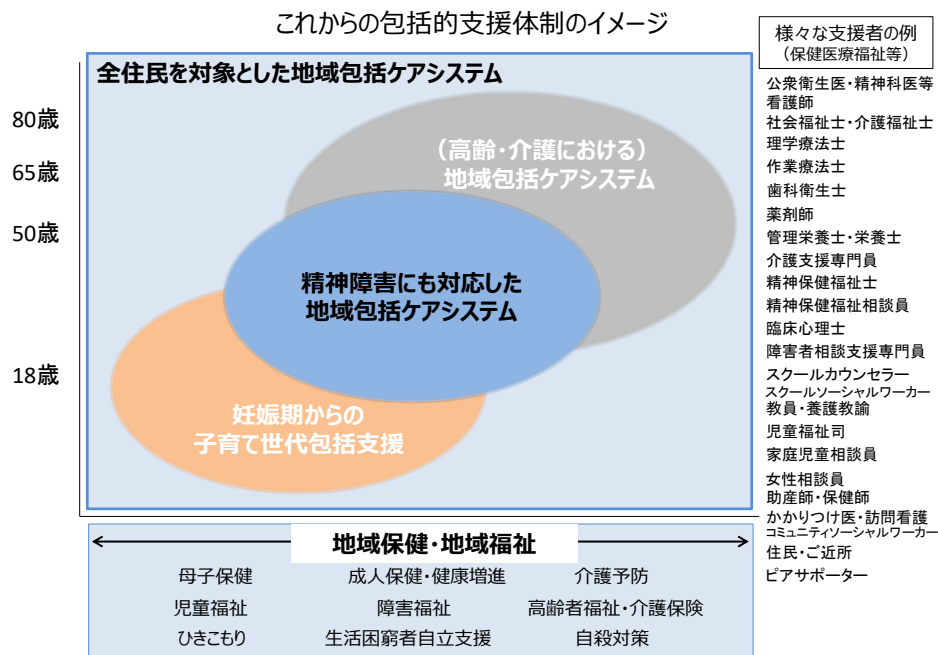 これからの包括的支援体制のイメージ
全住民を対象とした地域包括ケアシステム
80歳
65歳
50歳
18歳
（高齢・介護における）
地域包括ケアシステム
精神障害にも対応した
地域包括ケアシステム
妊娠期からの
子育て世代包括支援
地域保健・地域福祉
母子保健 成人保健・健康増進 介護予防
児童福祉 障害福祉 高齢者福祉・介護保険
ひきこもり 生活困窮者自立支援 自殺対策
様々な支援者の例
（保健医療福祉等）
公衆衛生医・精神科医等
看護師
社会福祉士・介護福祉士
理学療法士
作業療法士
歯科衛生士
薬剤師
管理栄養士・栄養士
介護支援専門員
精神保健福祉士
精神保健福祉相談員
臨床心理士
障害者相談支援専門員
スクールカウンセラー
スクールソーシャルワーカー
教員・養護教諭
児童福祉司
家庭児童相談員
女性相談員
助産師・保健師
かかりつけ医・訪問看護
コミュニティソーシャルワーカー
住民・ご近所
ピアサポーター